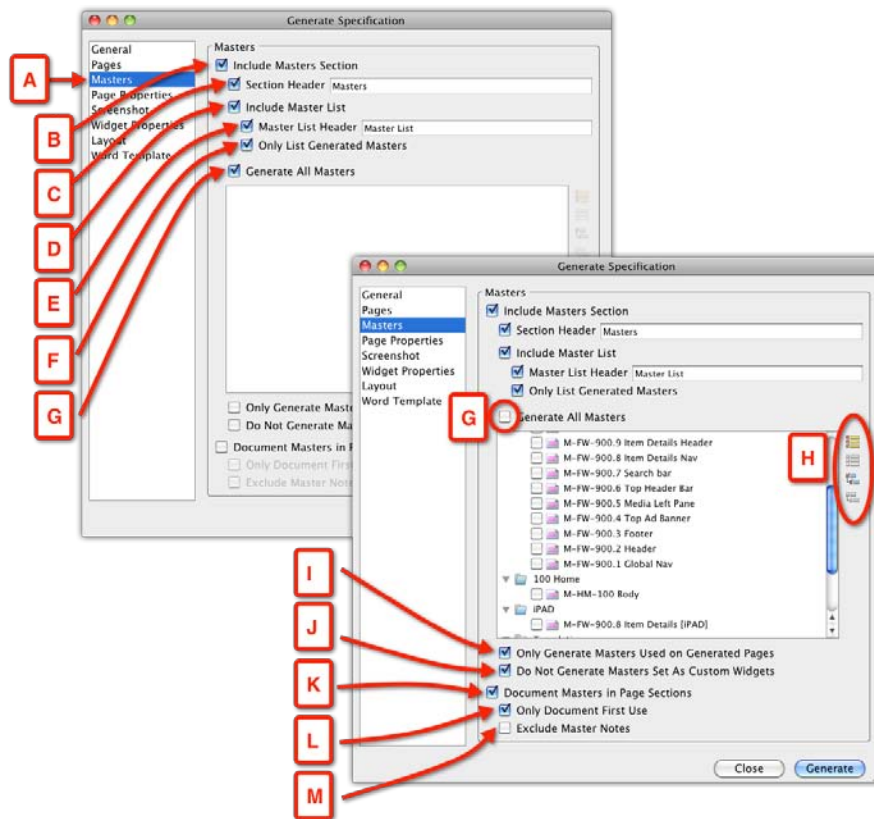 Generate Specification
General
Pages
Masters
Page Properties
Screenshot
Widget Properties
Layout
Word Template
Masters
Include Masters Section
Section Header Masters
Include Master List
Master List Header Master List
Only List Generated Masters
Generate All Masters
Only Generate
Do Not Generate
Document Masters in
Only Document First
Exclude Master
A
B
C
D
E
F
G
Generate Specification
General
Pages
Masters
Page Properties
Screenshot
Widget Properties
Layout
Word Template
Masters
Include Masters Section
Section Header Masters
Include Master List
Master List Header Master List
Only List Generated Masters
G
Generate All Masters
H
M-FW-900.9 Item Details Header
M-FW-900.8 Item Details Nav
M-FW-900.7 Search bar
M-FW-900.6 Top Header Bar
M-FW-900.5 Media Left Pane
M-FW-900.4 Top Ad Banner
M-FW-900.3 Footer
M-FW-900.2 Header
M-FW-900.1 Global Nav
100 Home
M-HM-100 Body
iPAD
M-FW-900.8 Item Details [iPAD]
Only Generate Masters Used on Generated Pages
Do Not Generate Masters Set As Custom Widgets
Document Masters in Page Sections
Only Document First Use
Exclude Master Notes
I
J
K
L
M
Close Generate